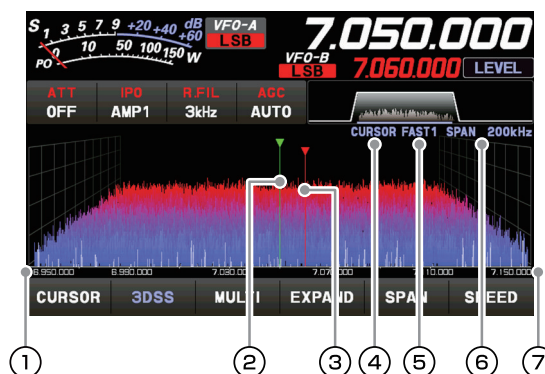 S 1 3 5 7 9 +20 +40 +60 dB
PO 0 10 50 100 150 W
VFO-A
LSB
7.050.000
VFO-B
LSB
7.060.000
LEVEL
ATT IPO R.FIL AGC
OFF AMP1 3kHz AUTO
CURSOR FAST1 SPAN 200kHz
6.950.000 6.990.000 7.030.000 7.070.000 7.110.000 7.150.000
CURSOR 3DSS MULTI EXPAND SPAN SPEED
1 2 3 4 5 6 7